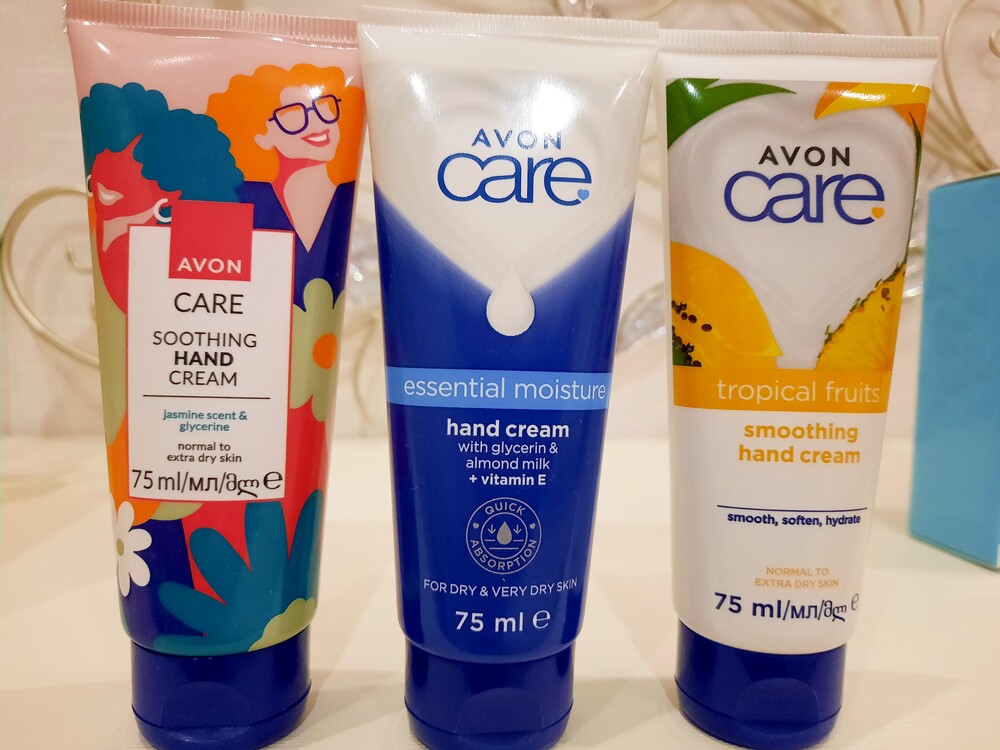 AVON
CARE
SOOTHING
HAND
CREAM
jasmine scent &
glycerine
normal to
extra dry skin
75 ml/мл/მლ e
AVON
care
essential moisture
hand cream
with glycerin &
almond milk
+ vitamin E
QUICK
ABSORPTION
FOR DRY & VERY DRY SKIN
75 ml e
AVON
care
tropical fruits
smoothing
hand cream
smooth, soften, hydrate
NORMAL TO
EXTRA DRY SKIN
75 ml/мл/მლ e